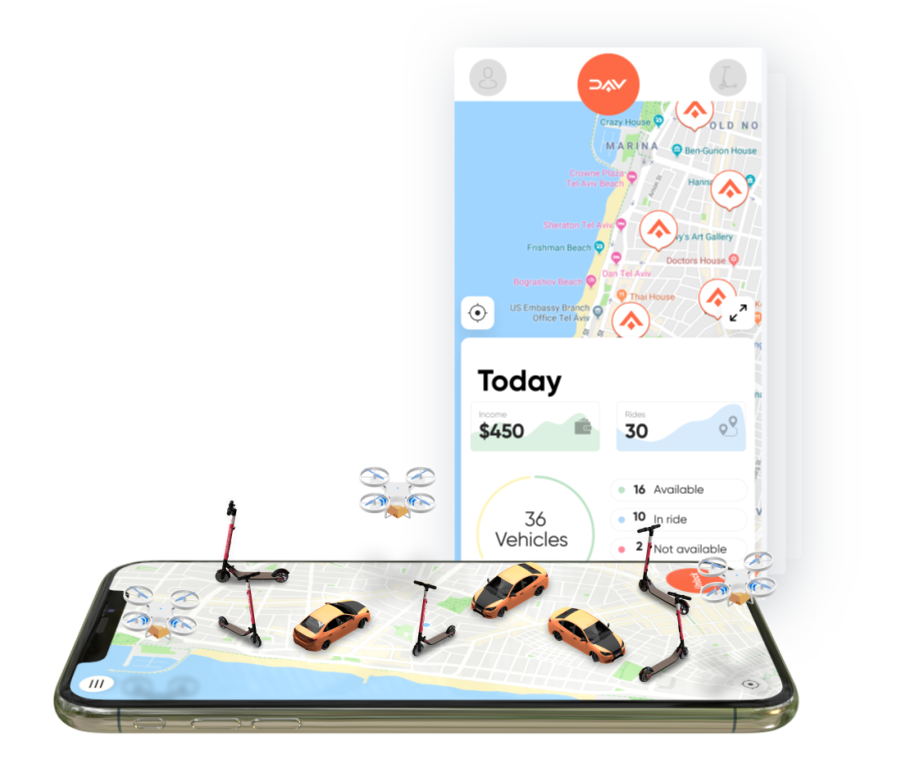 DAV
Crazy House
OLD NO
MARINA
Ben-Gurion House
Crowne Plaza
Tel Aviv Beach
Hanna
Sheraton Tel Aviv
vy's Art Gallery
Frishman Beach
Doctors House
Dan Tel Aviv
Bograshov Beach
Thai House
US Embassy Branch
Office Tel Aviv
Today
Income
$450
Rides
30
36
Vehicles
16 Available
10 In ride
2 Not available